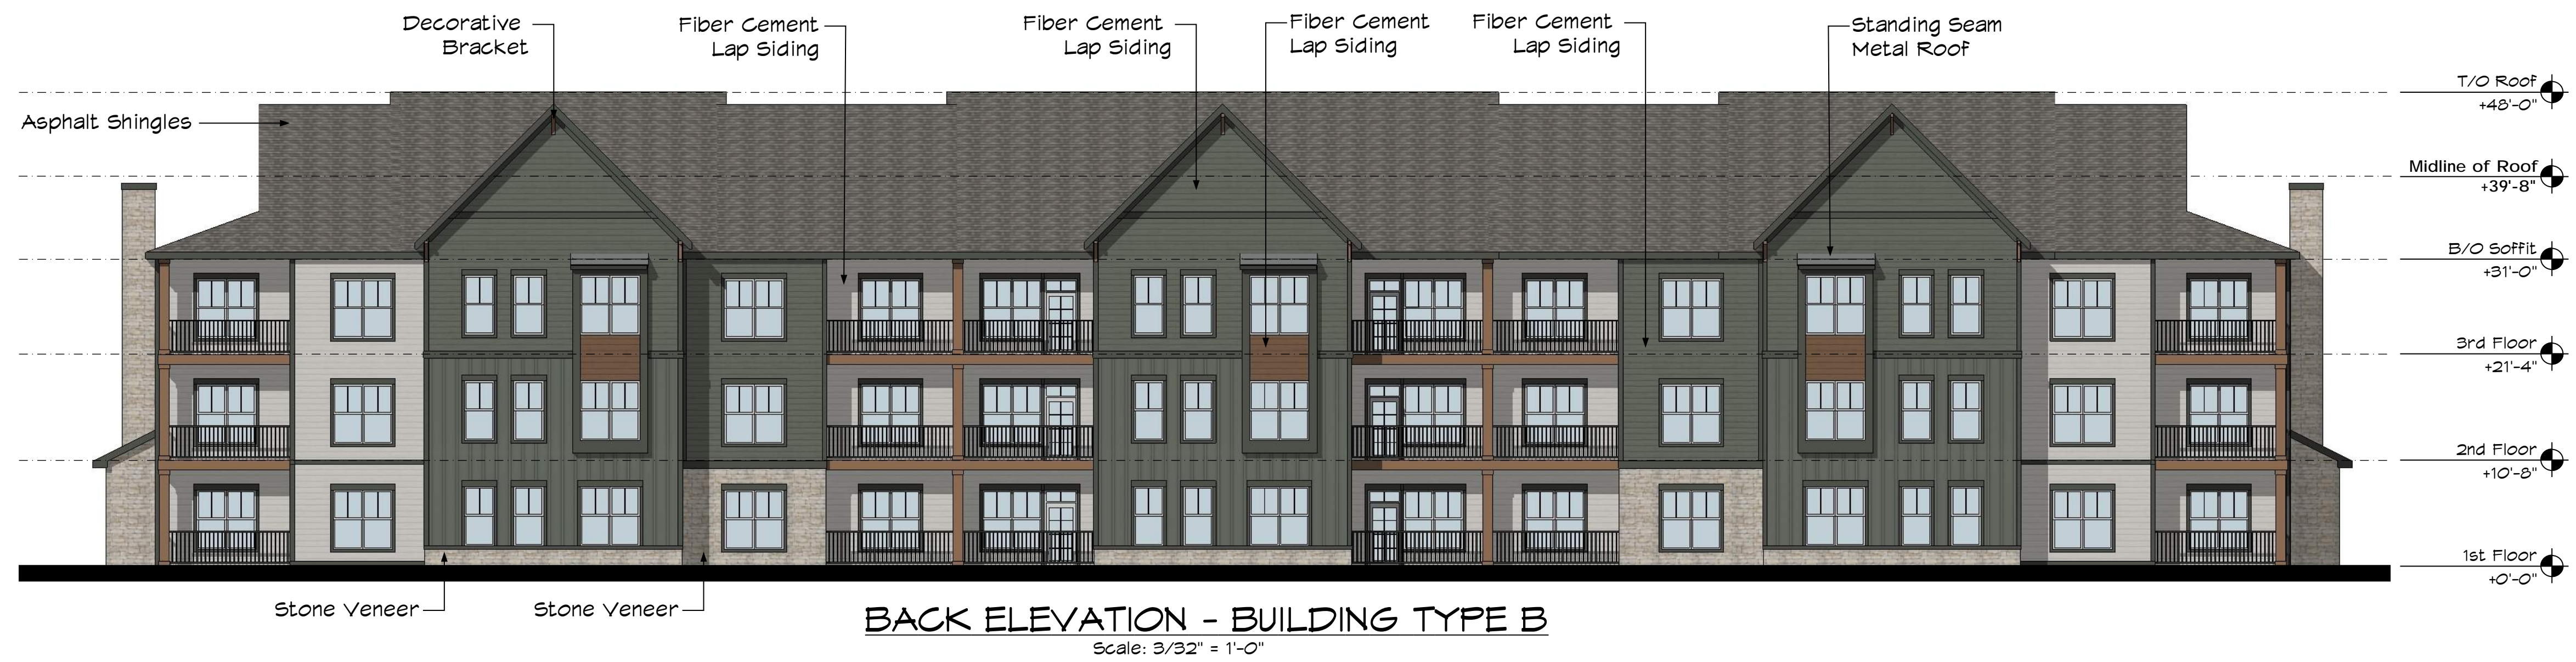 Decorative
Bracket
Fiber Cement
Lap Siding
Fiber Cement
Lap Siding
Fiber Cement
Lap Siding
Fiber Cement
Lap Siding
Standing Seam
Metal Roof
Asphalt Shingles
T/O Roof
+48'-0"
Midline of Roof
+39'-8"
B/O Soffit
+31'-0"
3rd Floor
+21'-4"
2nd Floor
+10'-8"
1st Floor
+0'-0"
Stone Veneer
Stone Veneer
BACK ELEVATION - BUILDING TYPE B
Scale: 3/32" = 1'-0"